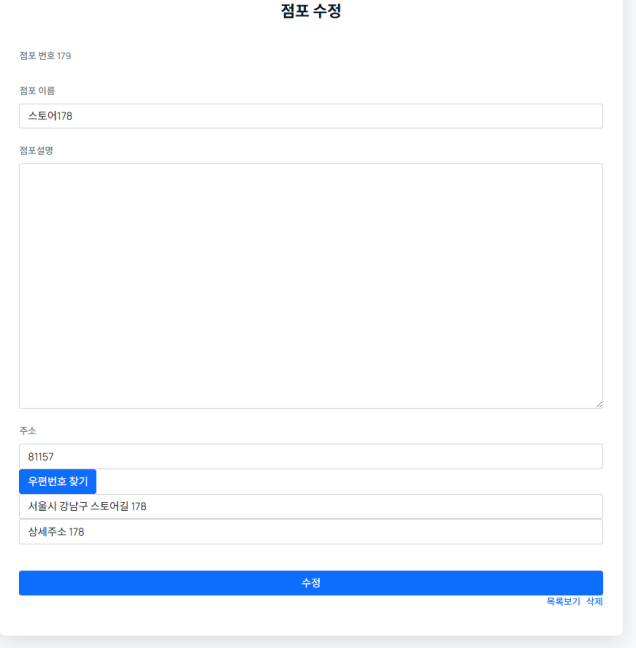 점포 수정
점포 번호 179
점포 이름
스토어178
점포설명
주소
81157
우편번호 찾기
서울시 강남구 스토어길 178
상세주소 178
수정
목록보기 삭제